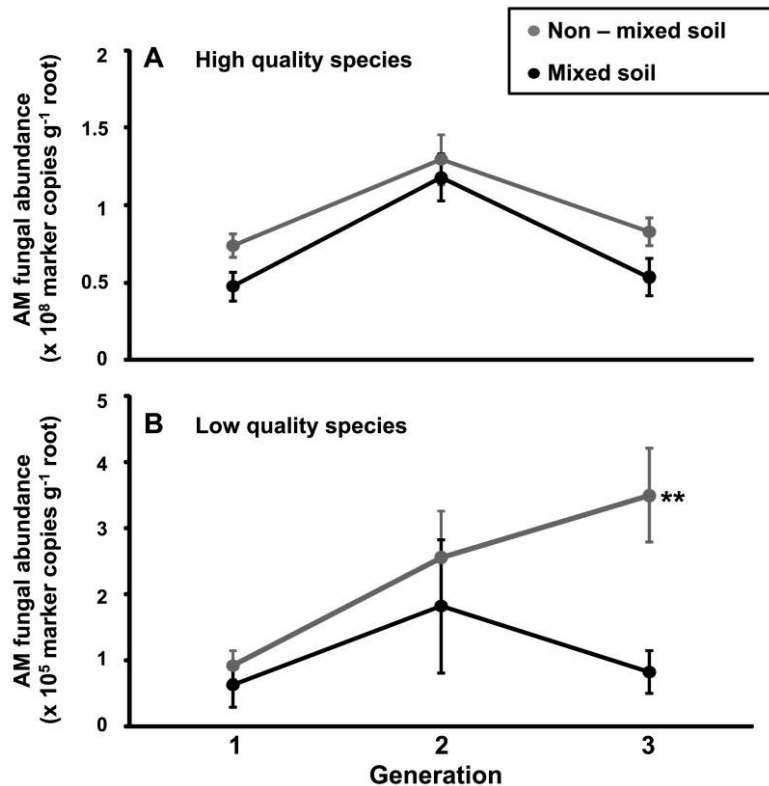 Non – mixed soil
Mixed soil
A High quality species
AM fungal abundance
(x 10⁸ marker copies g⁻¹ root)
2
1.5
1
0.5
0
B Low quality species
AM fungal abundance
(x 10⁵ marker copies g⁻¹ root)
5
4
3
2
1
0
**
1 2 3
Generation